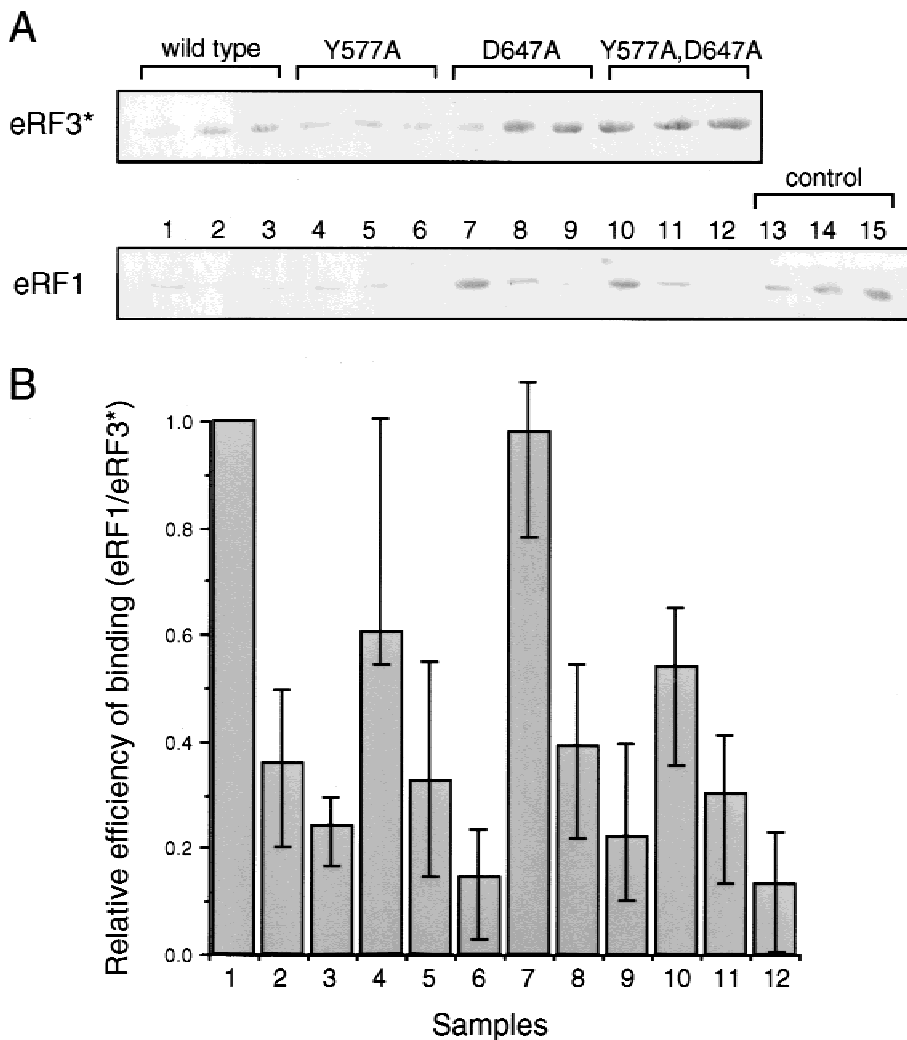 A
wild type Y577A D647A Y577A,D647A
eRF3*
control
1 2 3 4 5 6 7 8 9 10 11 12 13 14 15
eRF1
B
Relative efficiency of binding (eRF1/eRF3*)
1.0
0.8
0.6
0.4
0.2
0.0
1 2 3 4 5 6 7 8 9 10 11 12
Samples